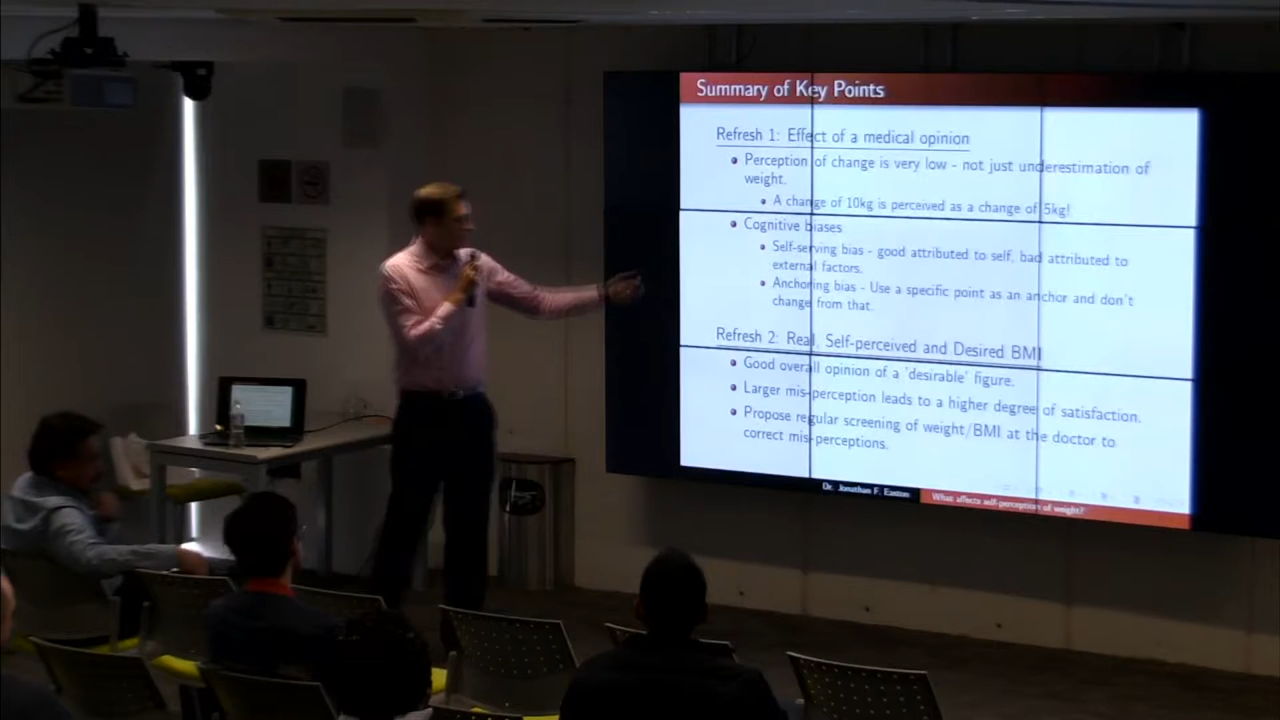 Summary of Key Points
Refresh 1: Effect of a medical opinion
Perception of change is very low - not just underestimation of
weight.
A change of 10kg is perceived as a change of 5kg!
Cognitive biases
Self-serving bias - good attributed to self, bad attributed to
external factors.
Anchoring bias - Use a specific point as an anchor and don't
change from that.
Refresh 2: Real, Self-perceived and Desired BMI
Good overall opinion of a 'desirable' figure.
Larger mis-perception leads to a higher degree of satisfaction.
Propose regular screening of weight/BMI at the doctor to
correct mis-perceptions.
Dr. Jonathan F. Easton
What affects self-perception of weight?